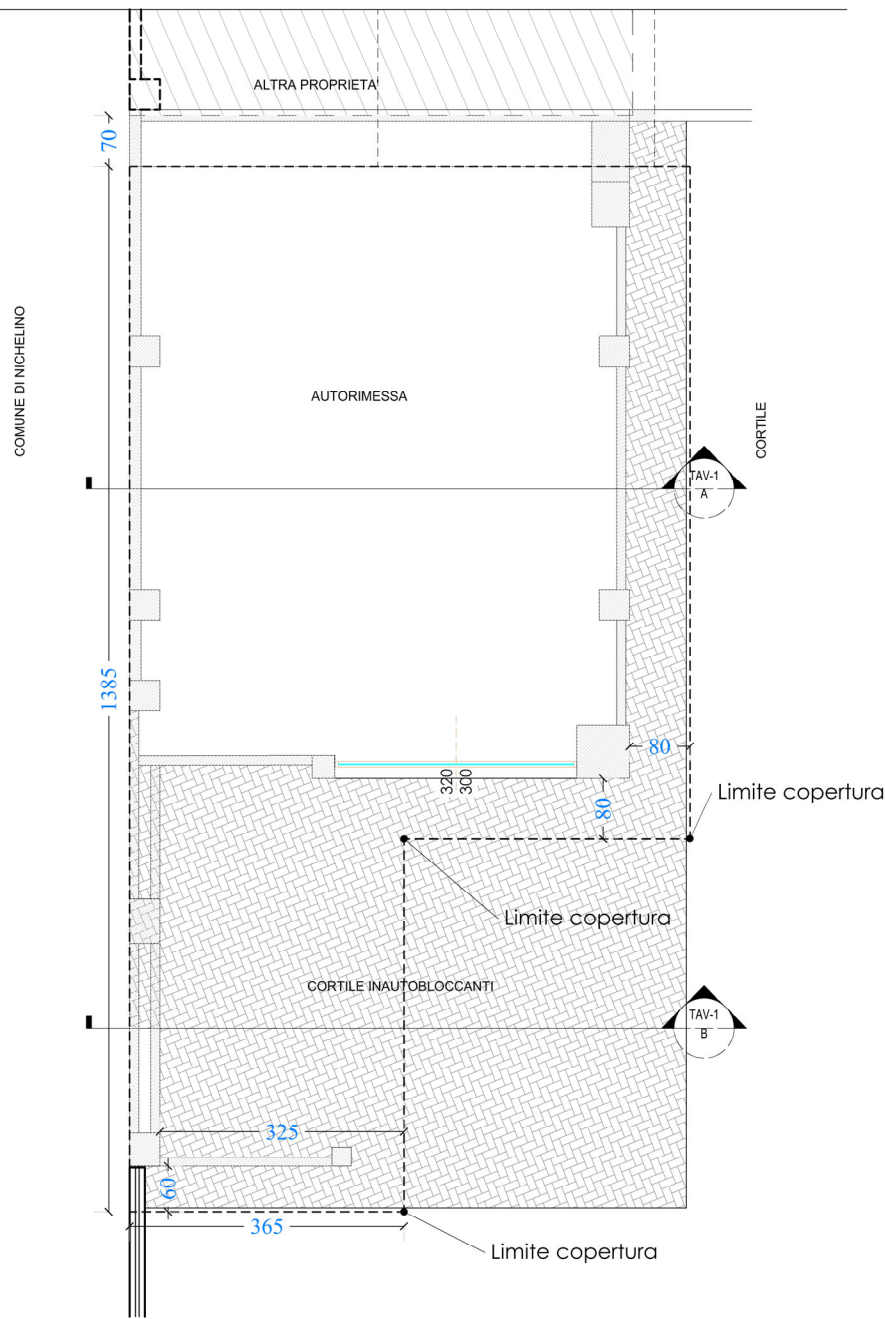 ALTRA PROPRIETA'
70
COMUNE DI NICHELINO
AUTORIMESSA
CORTILE
TAV-1
A
1385
80
320
300
80
Limite copertura
Limite copertura
CORTILE INAUTOBLOCCANTI
TAV-1
B
325
60
365
Limite copertura